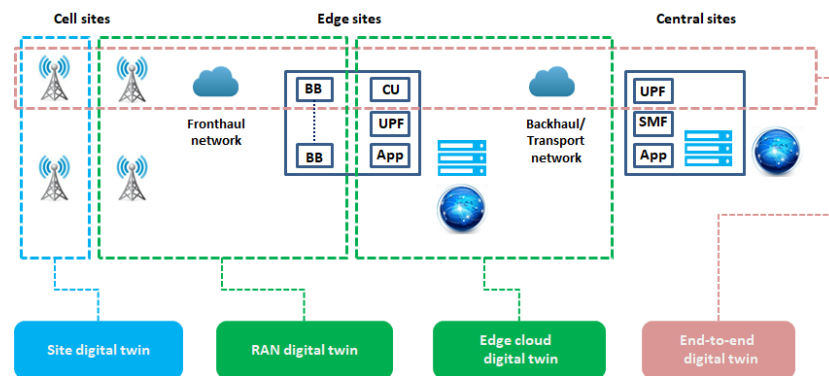 Cell sites
Edge sites
Central sites
BB
CU
UPF
Fronthaul
network
UPF
Backhaul/
Transport
network
SMF
BB
App
App
Site digital twin
RAN digital twin
Edge cloud
digital twin
End-to-end
digital twin